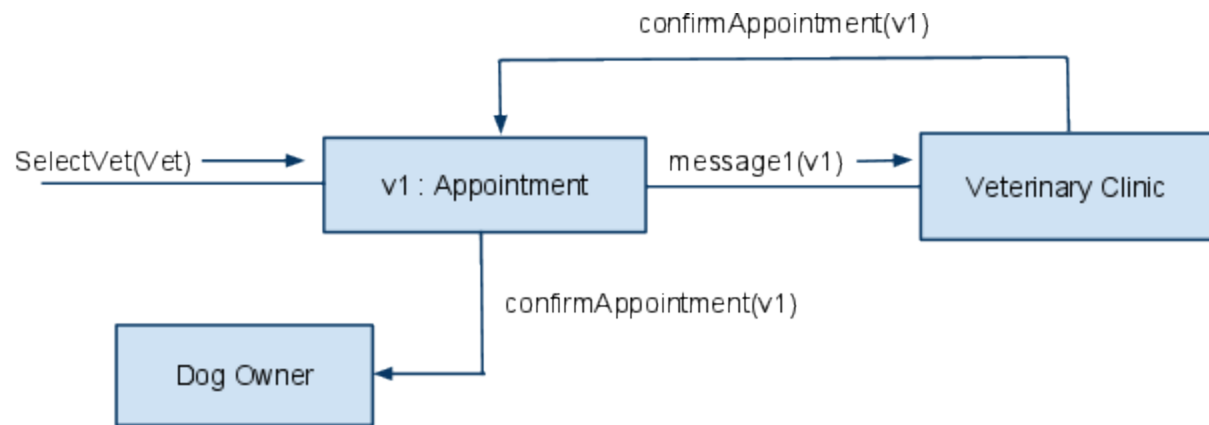 confirmAppointment(v1)
SelectVet(Vet)
v1 : Appointment
message1(v1)
Veterinary Clinic
confirmAppointment(v1)
Dog Owner